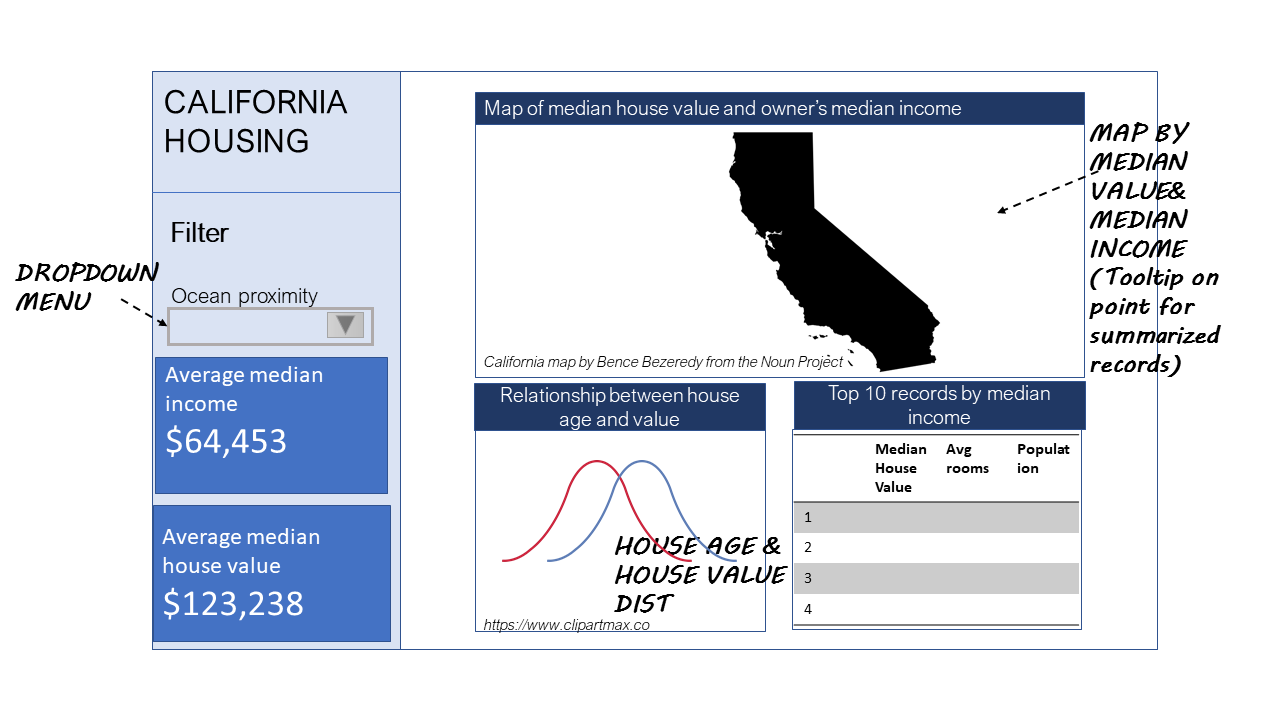 CALIFORNIA
HOUSING
Filter
DROPDOWN
MENU
Ocean proximity
Average median
income
$64,453
Average median
house value
$123,238
Map of median house value and owner's median income
California map by Bence Bezeredy from the Noun Project
MAP BY
MEDIAN
VALUE&
MEDIAN
INCOME
(Tooltip on
point for
summarized
records)
Relationship between house
age and value
HOUSE AGE &
HOUSE VALUE
DIST
https://www.clipartmax.co
Top 10 records by median
income
Median Avg Populat
House rooms ion
Value
1
2
3
4